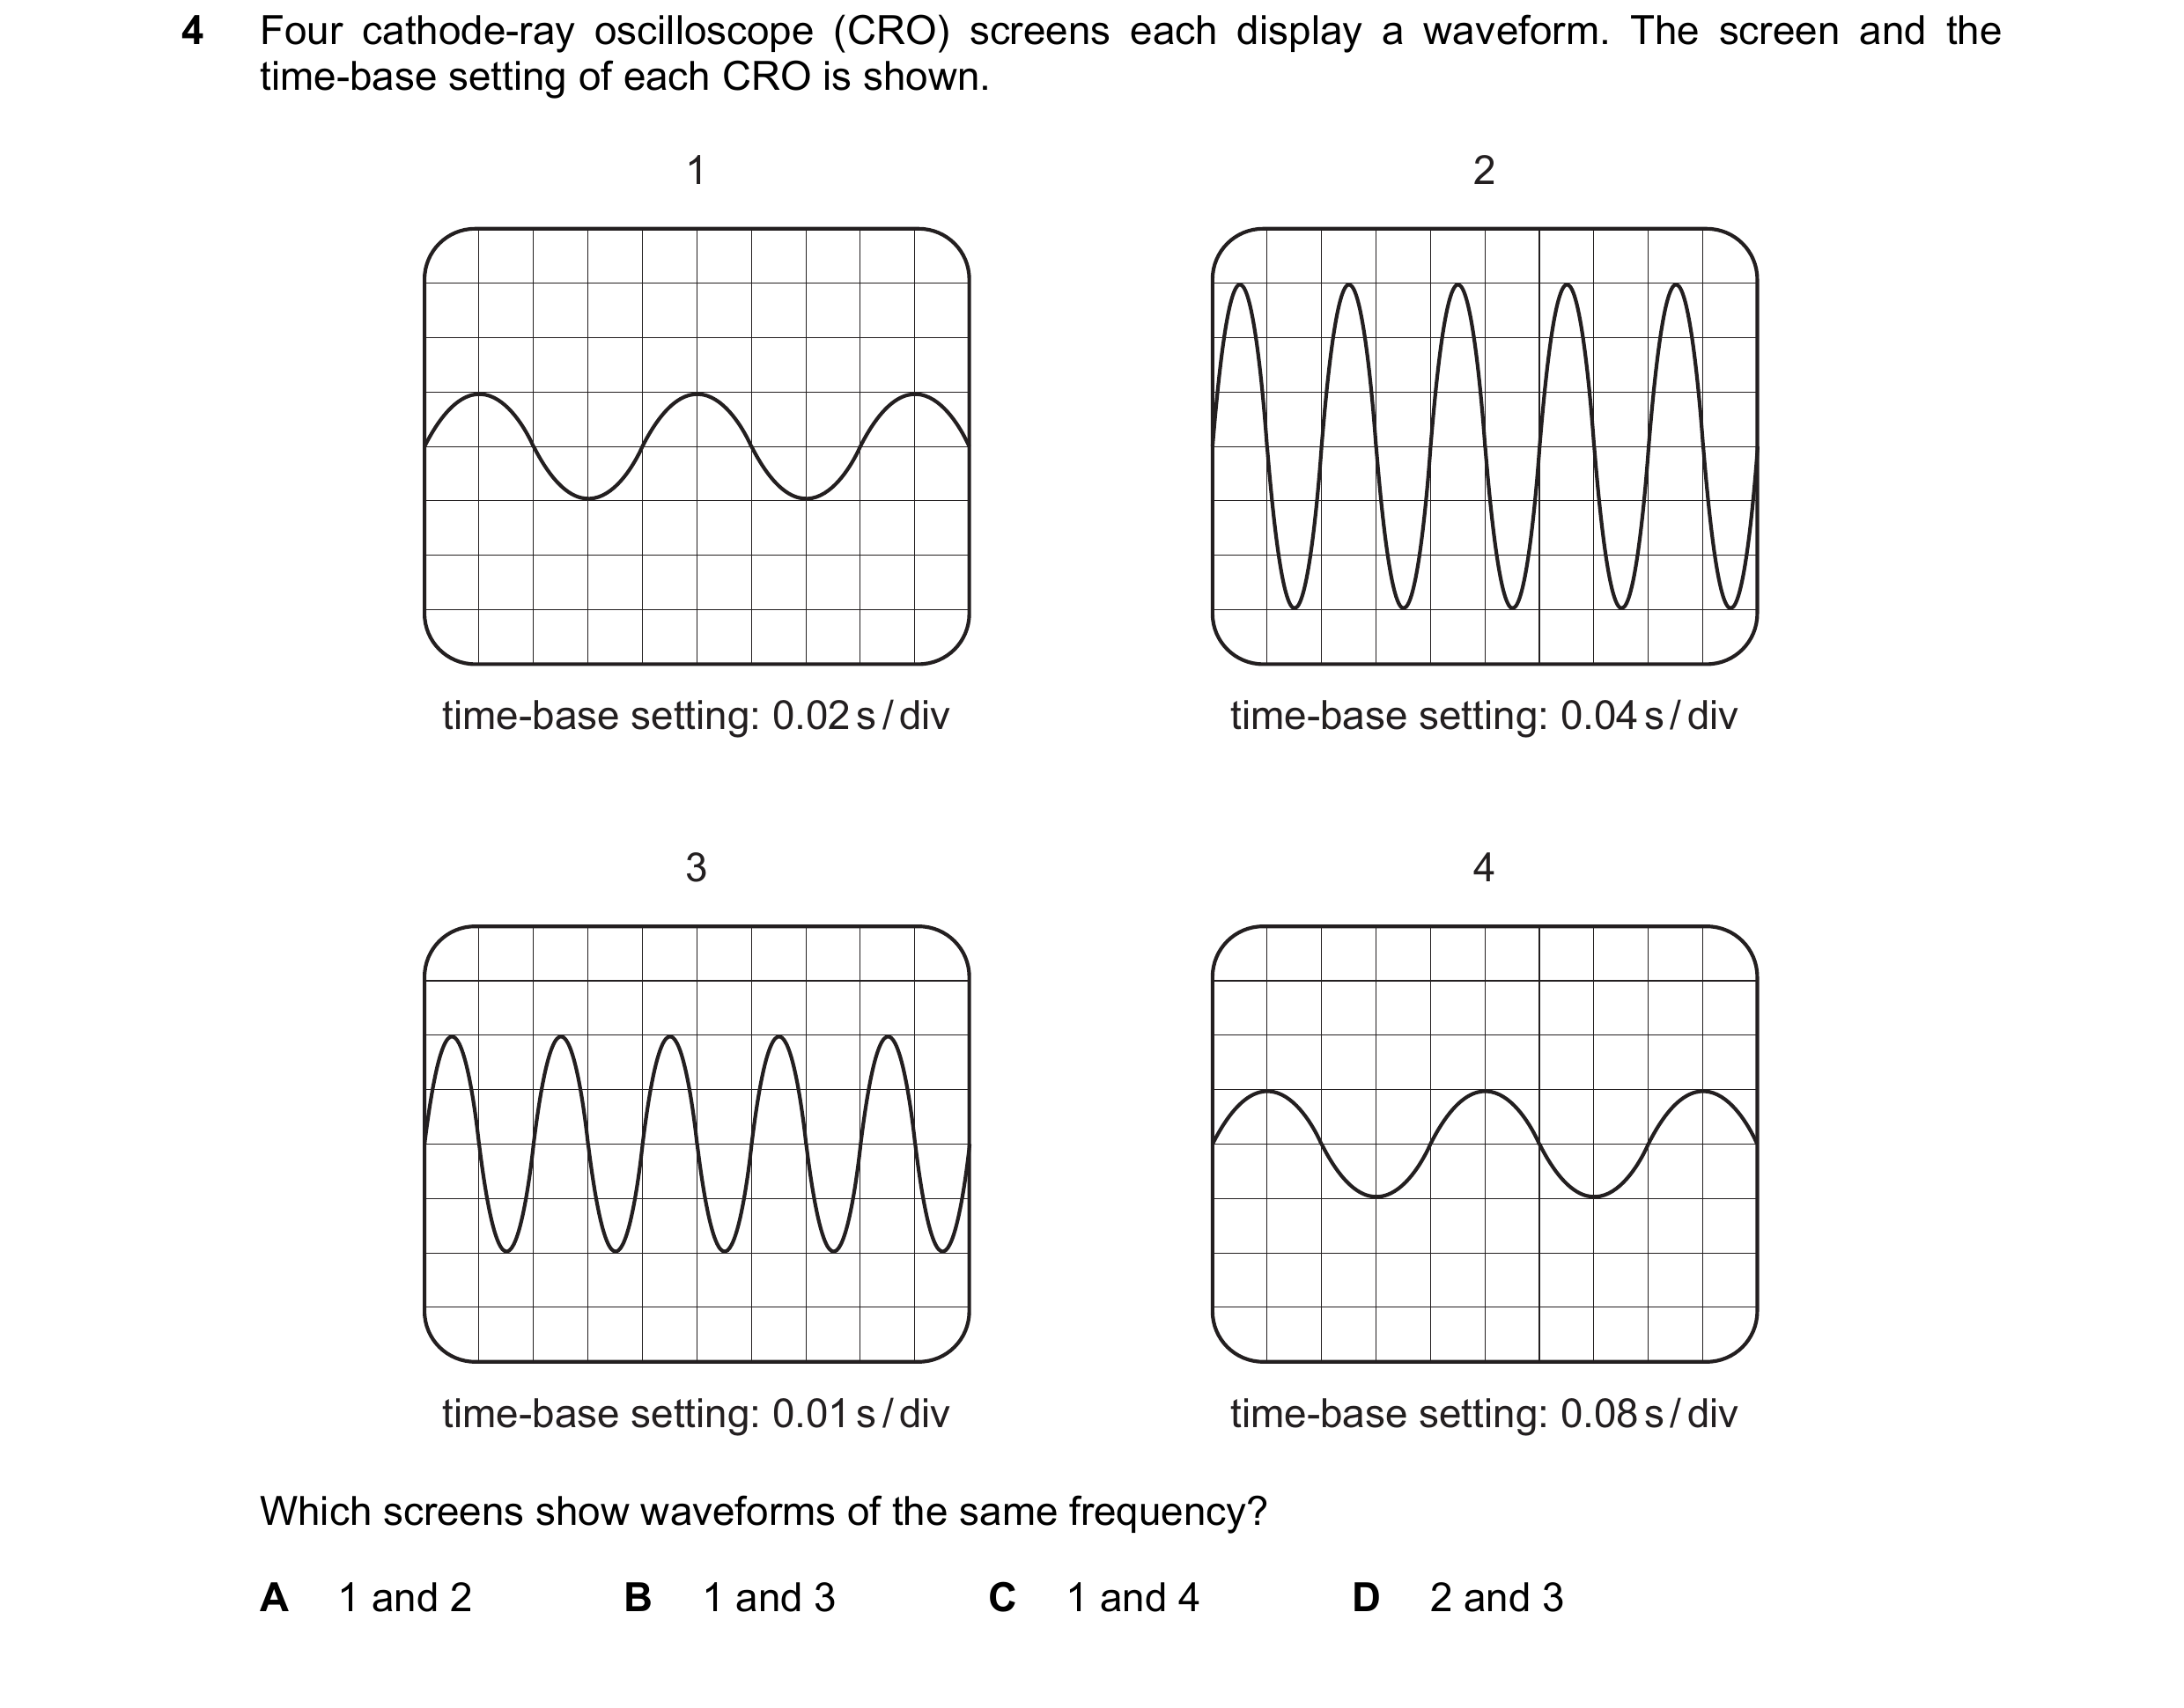 4 Four cathode-ray oscilloscope (CRO) screens each display a waveform. The screen and the
time-base setting of each CRO is shown.
1 2
time-base setting: 0.02 s / div time-base setting: 0.04 s / div
3 4
time-base setting: 0.01 s / div time-base setting: 0.08 s / div
Which screens show waveforms of the same frequency?
A 1 and 2 B 1 and 3 C 1 and 4 D 2 and 3